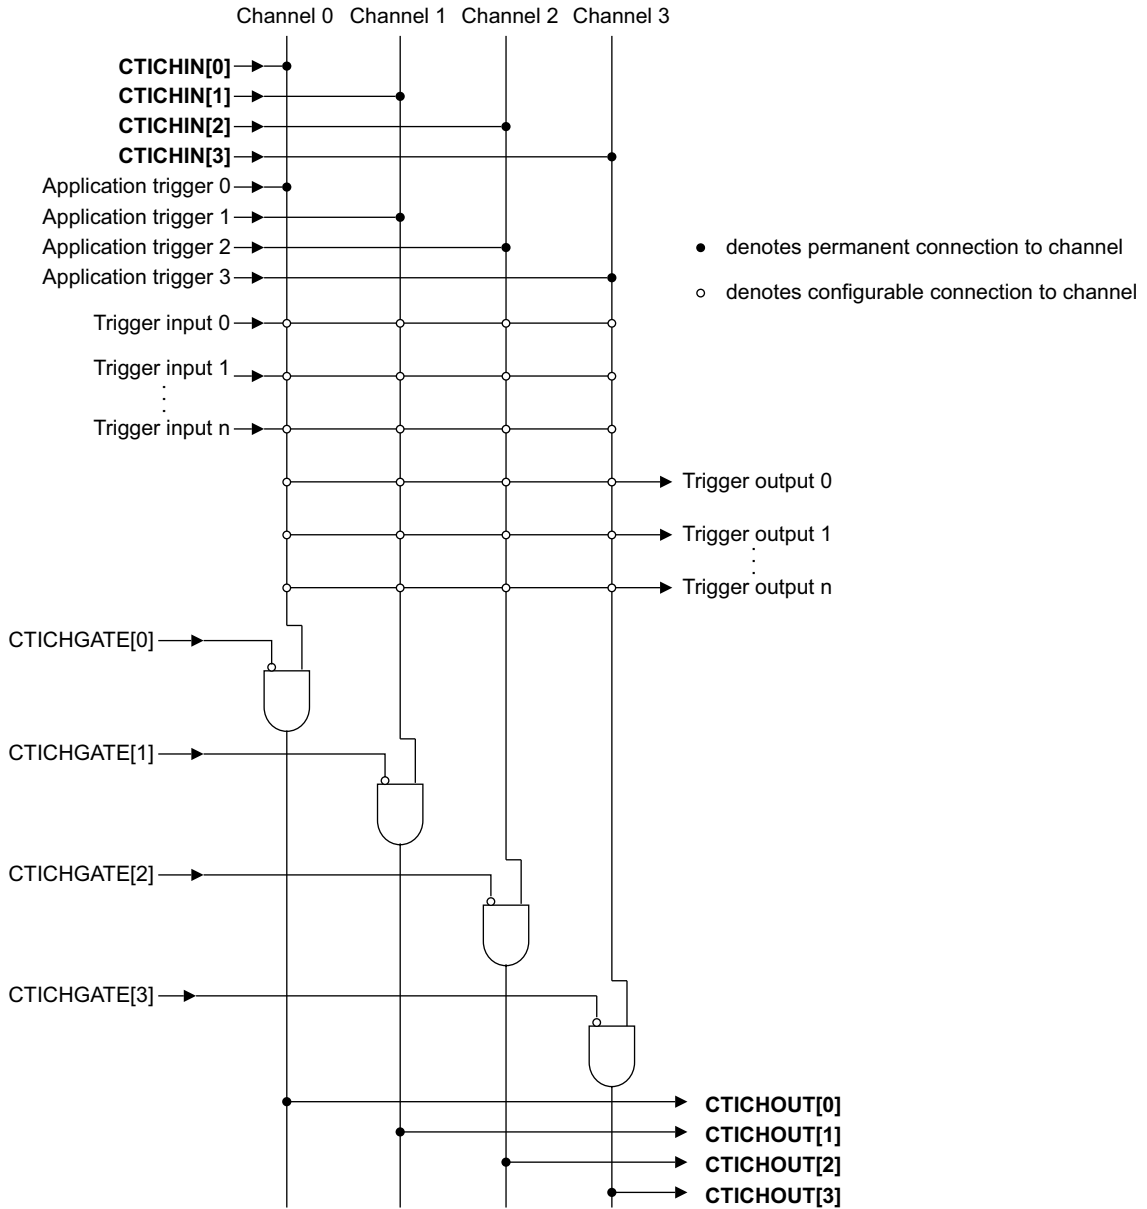 Channel 0 Channel 1 Channel 2 Channel 3
CTICHIN[0]
CTICHIN[1]
CTICHIN[2]
CTICHIN[3]
Application trigger 0
Application trigger 1
Application trigger 2
Application trigger 3
denotes permanent connection to channel
denotes configurable connection to channel
Trigger input 0
Trigger input 1
Trigger input n
Trigger output 0
Trigger output 1
Trigger output n
CTICHGATE[0]
CTICHGATE[1]
CTICHGATE[2]
CTICHGATE[3]
CTICHOUT[0]
CTICHOUT[1]
CTICHOUT[2]
CTICHOUT[3]